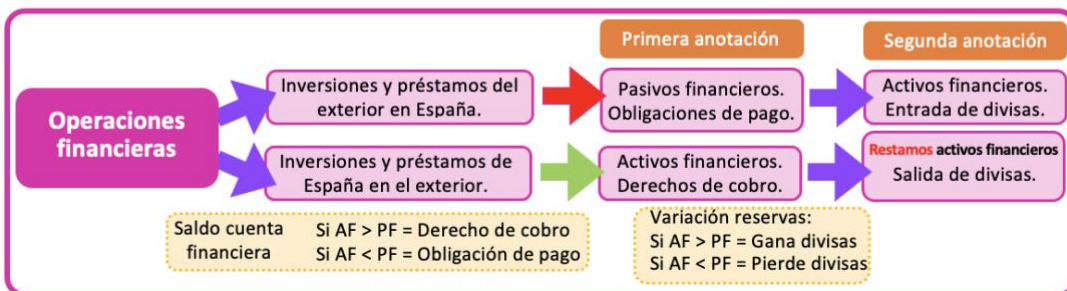 Primera anotación
Segunda anotación
Operaciones
financieras
Inversiones y préstamos del
exterior en España.
Pasivos financieros.
Obligaciones de pago.
Activos financieros.
Entrada de divisas.
Inversiones y préstamos de
España en el exterior.
Activos financieros.
Derechos de cobro.
Restamos activos financieros
Salida de divisas.
Saldo cuenta
financiera
Si AF > PF = Derecho de cobro
Si AF < PF = Obligación de pago
Variación reservas:
Si AF > PF = Gana divisas
Si AF < PF = Pierde divisas